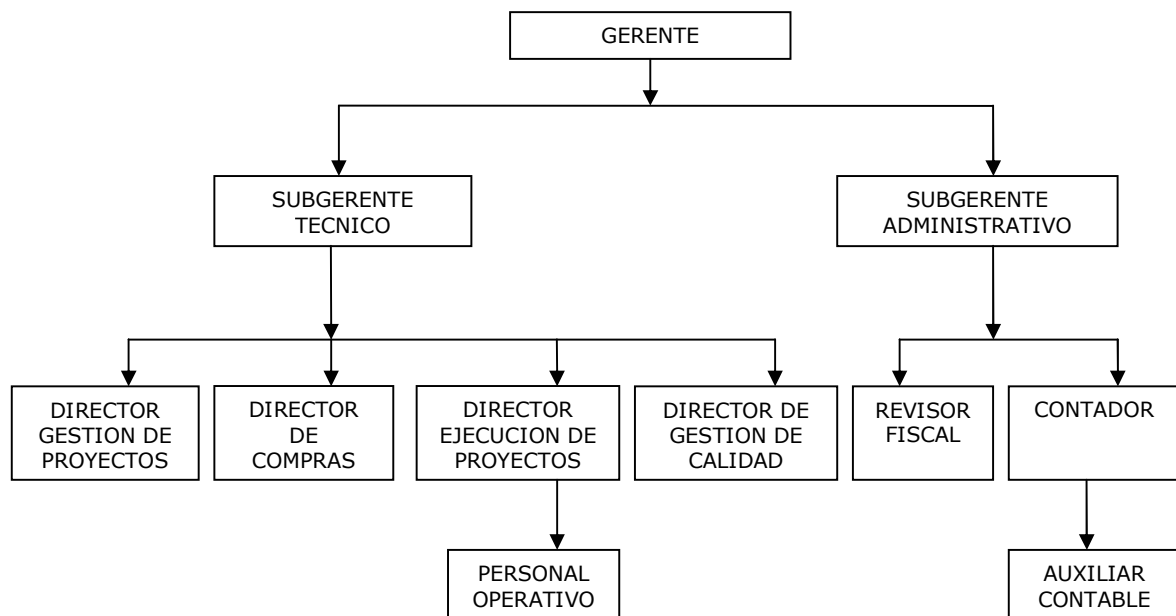 GERENTE
SUBGERENTE
TECNICO
SUBGERENTE
ADMINISTRATIVO
DIRECTOR
GESTION DE
PROYECTOS
DIRECTOR
DE
COMPRAS
DIRECTOR
EJECUCION DE
PROYECTOS
DIRECTOR DE
GESTION DE
CALIDAD
REVISOR
FISCAL
CONTADOR
PERSONAL
OPERATIVO
AUXILIAR
CONTABLE